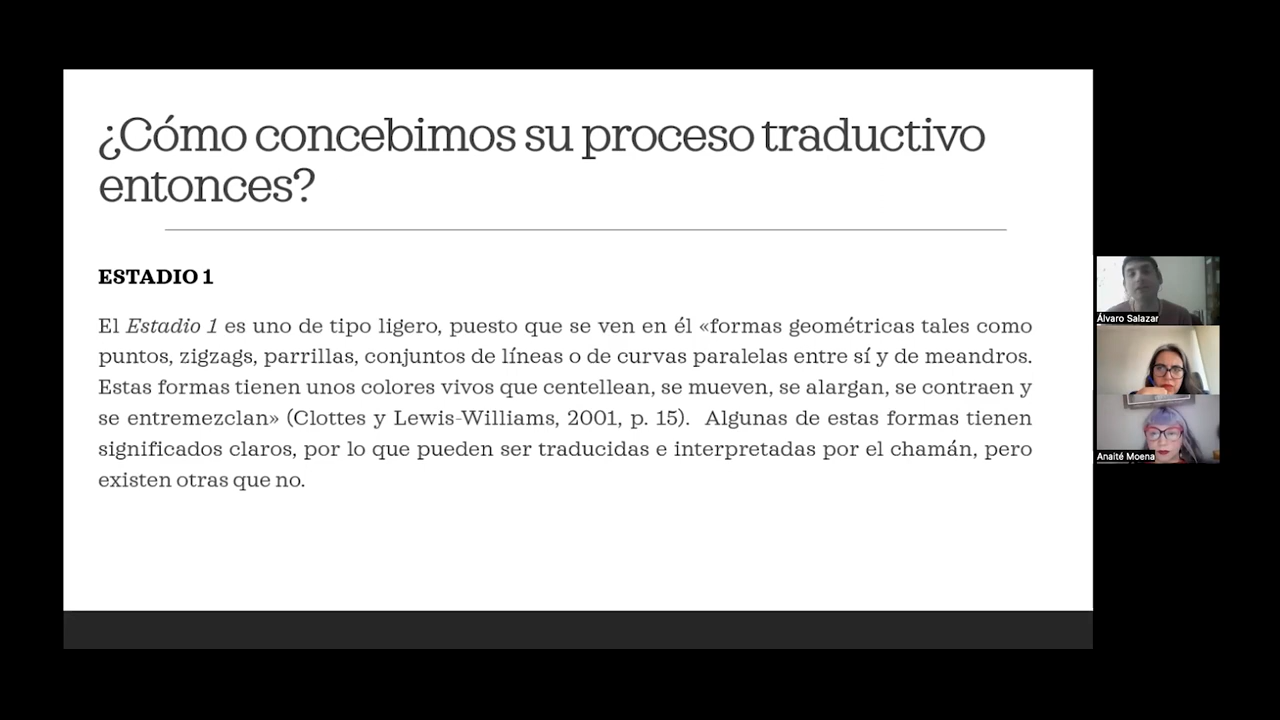 ¿Cómo concebimos su proceso traductivo
entonces?
ESTADIO 1
El Estadio 1 es uno de tipo ligero, puesto que se ven en él «formas geométricas tales como
puntos, zigzags, parrillas, conjuntos de líneas o de curvas paralelas entre sí y de meandros.
Estas formas tienen unos colores vivos que centellean, se mueven, se alargan, se contraen y
se entremezclan» (Clottes y Lewis-Williams, 2001, p. 15). Algunas de estas formas tienen
significados claros, por lo que pueden ser traducidas e interpretadas por el chamán, pero
existen otras que no.
Álvaro Salazar
Anaité Moena